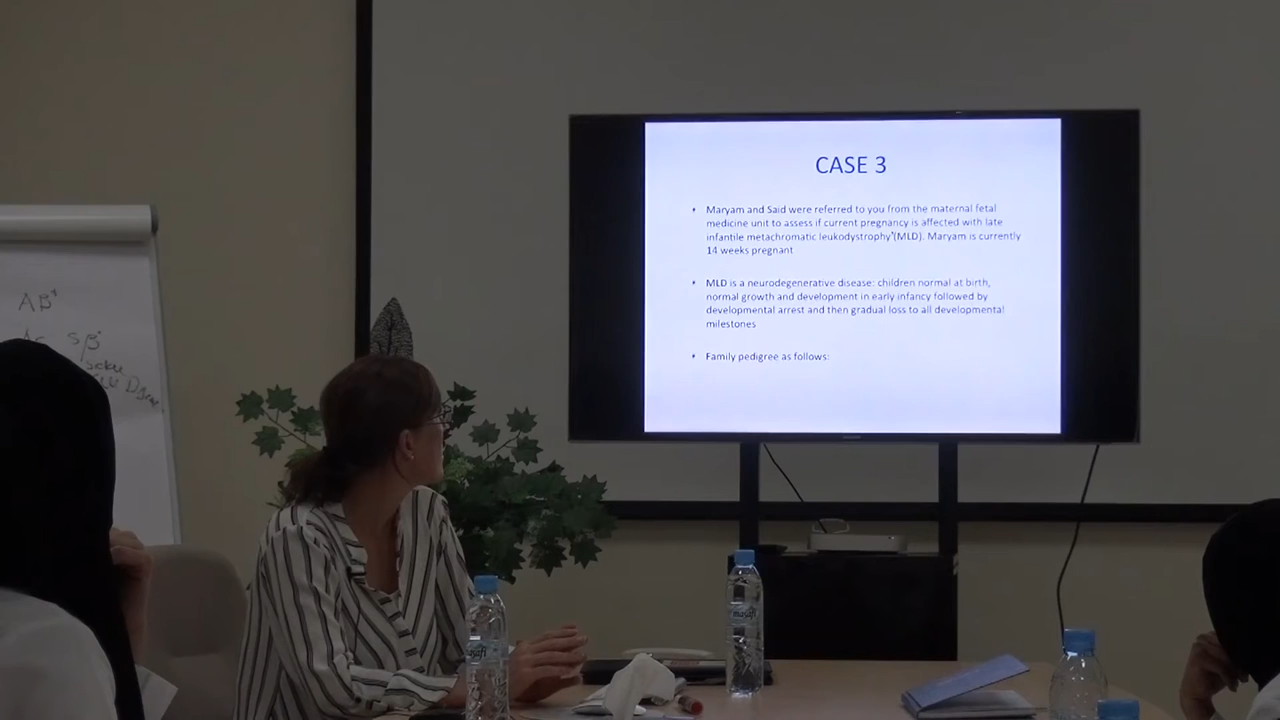 CASE 3
• Maryam and Said were referred to you from the maternal fetal
medicine unit to assess if current pregnancy is affected with late
infantile metachromatic leukodystrophy (MLD). Maryam is currently
14 weeks pregnant
• MLD is a neurodegenerative disease: children normal at birth,
normal growth and development in early infancy followed by
developmental arrest and then gradual loss to all developmental
milestones
• Family pedigree as follows:
AB⁺
Sβ
masafi
masafi